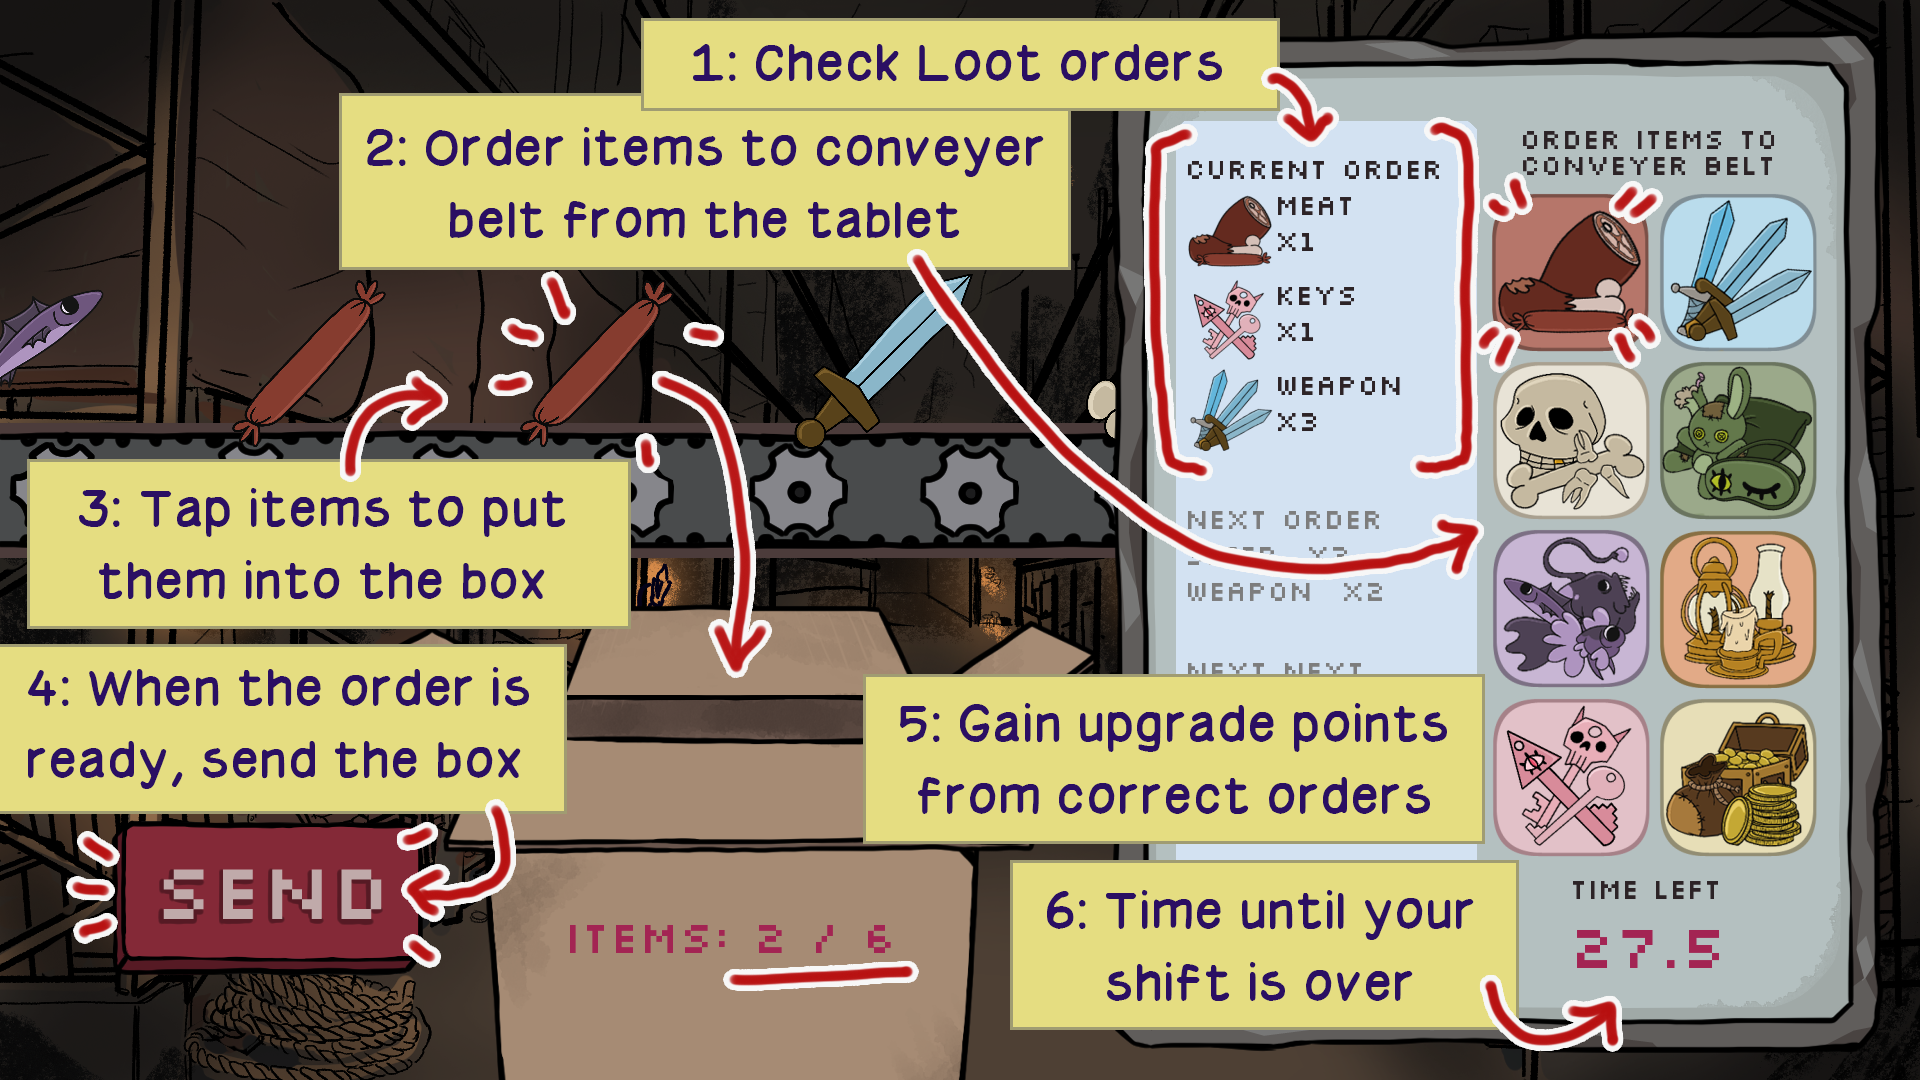 1: Check Loot orders
2: Order items to conveyer
belt from the tablet
3: Tap items to put
them into the box
4: When the order is
ready, send the box
5: Gain upgrade points
from correct orders
6: Time until your
shift is over
CURRENT ORDER
MEAT
X1
KEYS
X1
WEAPON
X3
NEXT ORDER
X2
WEAPON X2
NEXT NEXT
ORDER ITEMS TO
CONVEYER BELT
TIME LEFT
27.5
SEND
ITEMS: 2 / 6